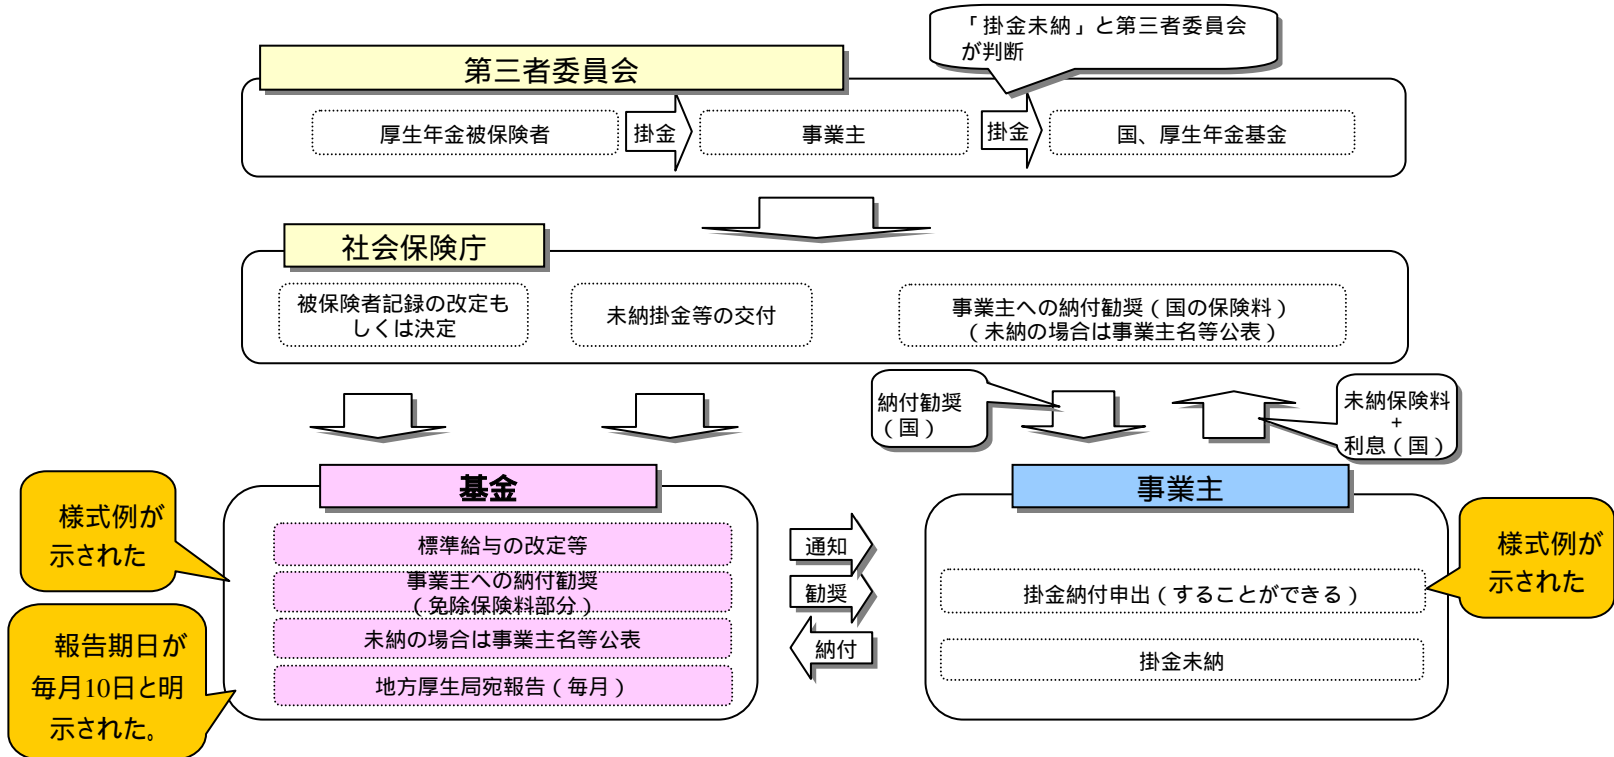 「掛金未納」と第三者委員会
が判断
第三者委員会
厚生年金被保険者
掛金
事業主
掛金
国、厚生年金基金
社会保険庁
被保険者記録の改定も
しくは決定
未納掛金等の交付
事業主への納付勧奨(国の保険料)
(未納の場合は事業主名等公表)
納付勧奨
(国)
未納保険料
+
利息(国)
基金
事業主
様式例が
示された
標準給与の改定等
事業主への納付勧奨
(免除保険料部分)
未納の場合は事業主名等公表
地方厚生局宛報告(毎月)
報告期日が
毎月10日と明
示された。
通知
勧奨
納付
掛金納付申出(することができる)
掛金未納
様式例が
示された